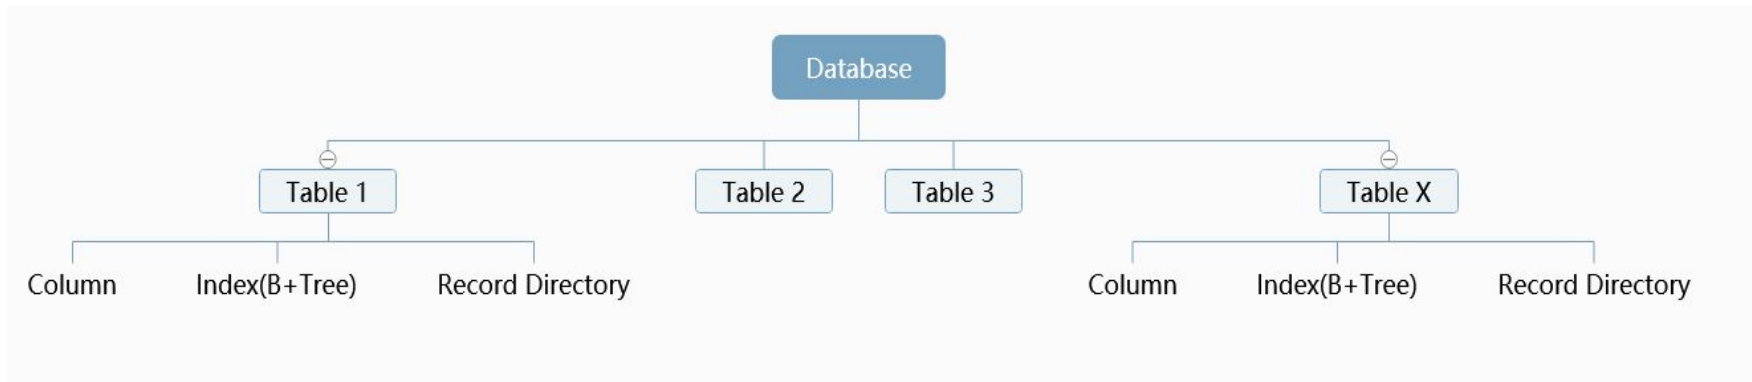 Database
Table 1
Table 2
Table 3
Table X
Column
Index(B+Tree)
Record Directory
Column
Index(B+Tree)
Record Directory